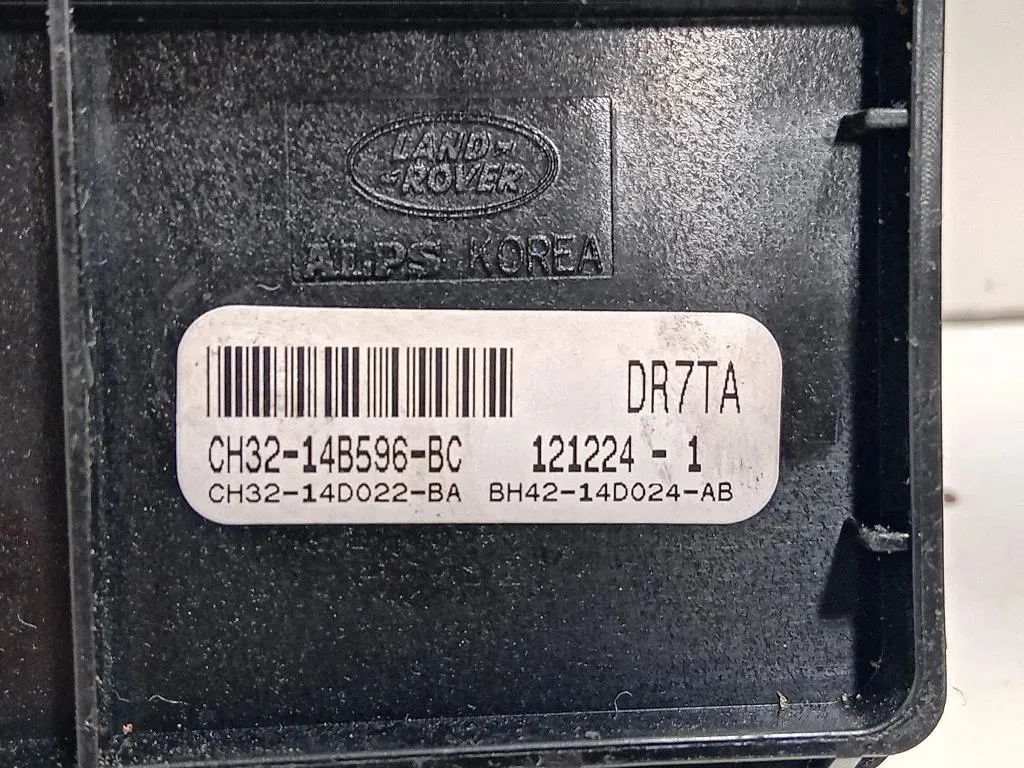 LAND-
-ROVER
ALPS KOREA
DR7TA
CH32-14B596-BC 121224 - 1
CH32-14D022-BA BH42-14D024-AB